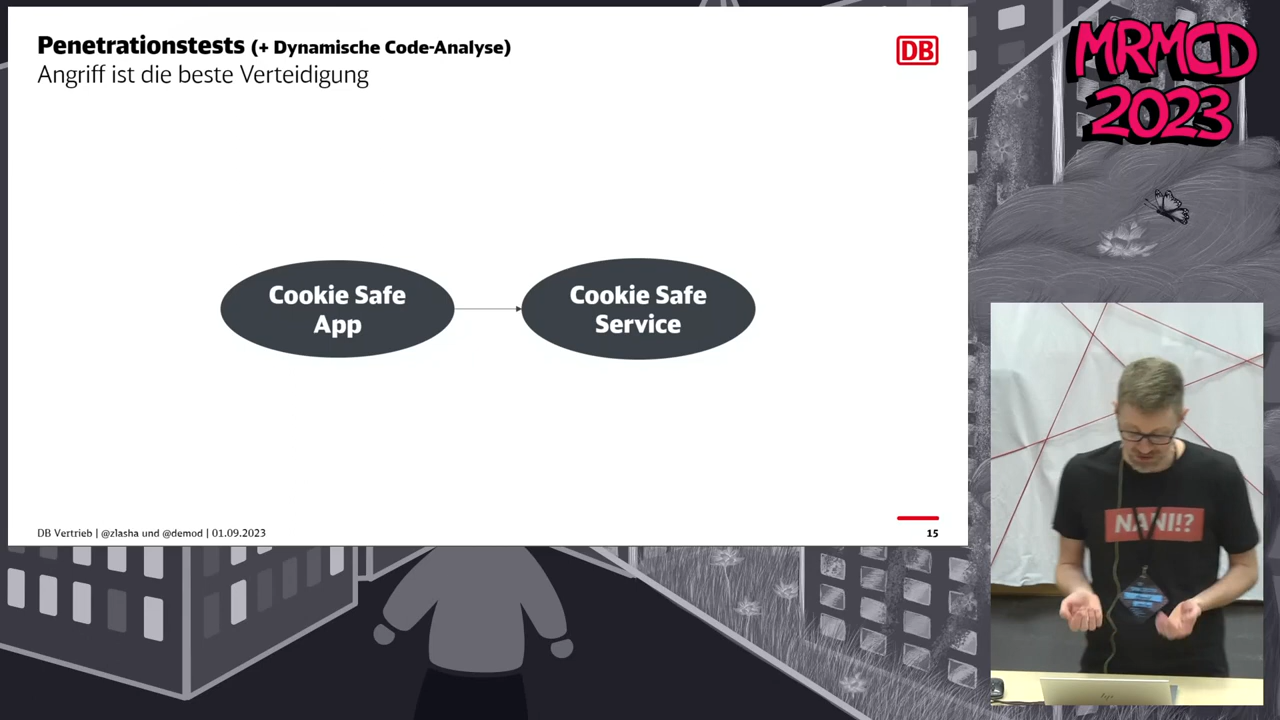 Penetrationstests (+ Dynamische Code-Analyse)
Angriff ist die beste Verteidigung
DB
MRMCD
2023
Cookie Safe
App
Cookie Safe
Service
NANI!?
DB Vertrieb | @zlasha und @demod | 01.09.2023
15